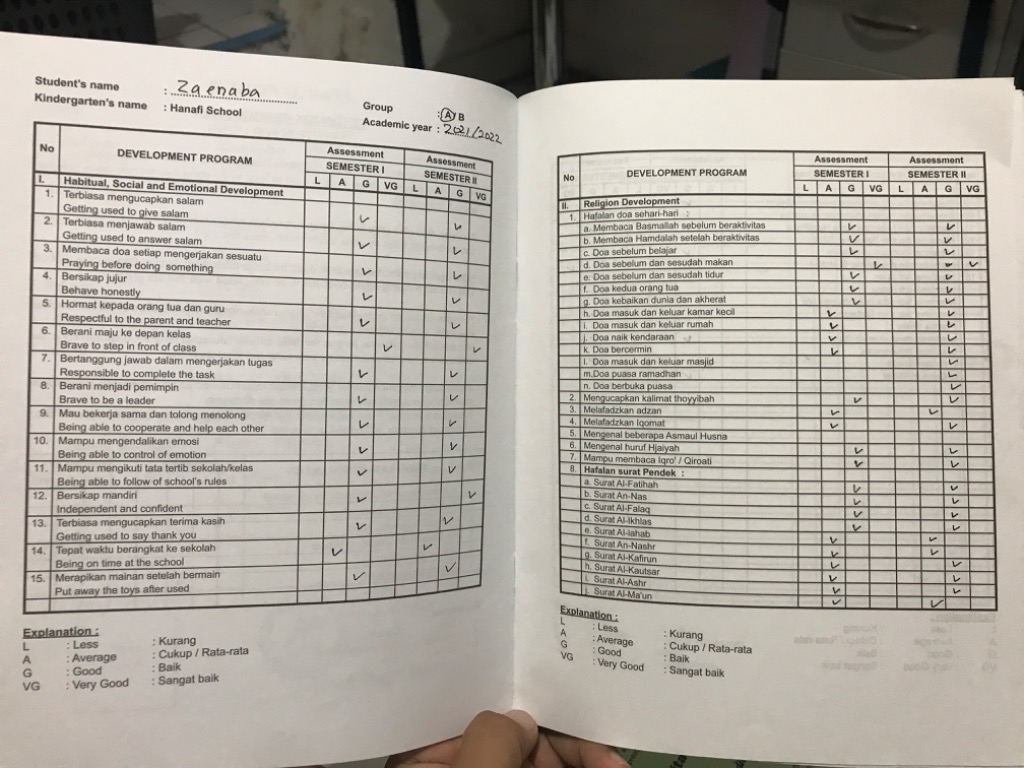 Student's name : Zaenaba
Kindergarten's name : Hanafi School
Group : A B
Academic year : 2021/2022
No DEVELOPMENT PROGRAM Assessment Assessment
SEMESTER I SEMESTER II
L A G VG L A G VG
I. Habitual, Social and Emotional Development
1. Terbiasa mengucapkan salam
Getting used to give salam ✓ ✓
2. Terbiasa menjawab salam
Getting used to answer salam ✓ ✓
3. Membaca doa setiap mengerjakan sesuatu
Praying before doing something ✓ ✓
4. Bersikap jujur
Behave honestly ✓ ✓
5. Hormat kepada orang tua dan guru
Respectful to the parent and teacher ✓ ✓
6. Berani maju ke depan kelas
Brave to step in front of class ✓ ✓
7. Bertanggung jawab dalam mengerjakan tugas
Responsible to complete the task ✓ ✓
8. Berani menjadi pemimpin
Brave to be a leader ✓ ✓
9. Mau bekerja sama dan tolong menolong
Being able to cooperate and help each other ✓ ✓
10. Mampu mengendalikan emosi
Being able to control of emotion ✓ ✓
11. Mampu mengikuti tata tertib sekolah/kelas
Being able to follow of school's rules ✓ ✓
12. Bersikap mandiri
Independent and confident ✓ ✓
13. Terbiasa mengucapkan terima kasih
Getting used to say thank you ✓ ✓
14. Tepat waktu berangkat ke sekolah
Being on time at the school ✓ ✓
15. Merapikan mainan setelah bermain
Put away the toys after used ✓ ✓
Explanation :
L : Less : Kurang
A : Average : Cukup / Rata-rata
G : Good : Baik
VG : Very Good : Sangat baik
No DEVELOPMENT PROGRAM Assessment Assessment
SEMESTER I SEMESTER II
L A G VG L A G VG
II. Religion Development
1. Hafalan doa sehari-hari :
a. Membaca Basmallah sebelum beraktivitas ✓ ✓
b. Membaca Hamdalah setelah beraktivitas ✓ ✓
c. Doa sebelum belajar ✓ ✓
d. Doa sebelum dan sesudah makan ✓ ✓ ✓
e. Doa sebelum dan sesudah tidur ✓ ✓
f. Doa kedua orang tua ✓ ✓
g. Doa kebaikan dunia dan akherat ✓ ✓
h. Doa masuk dan keluar kamar kecil ✓ ✓
i. Doa masuk dan keluar rumah ✓ ✓
j. Doa naik kendaraan ✓ ✓
k. Doa bercermin ✓ ✓
l. Doa masuk dan keluar masjid ✓
m. Doa puasa ramadhan ✓
n. Doa berbuka puasa ✓
2. Mengucapkan kalimat thoyyibah ✓ ✓
3. Melafadzkan adzan ✓ ✓
4. Melafadzkan Iqomat ✓ ✓
5. Mengenal beberapa Asmaul Husna
6. Mengenal huruf Hjaiyah ✓ ✓
7. Mampu membaca Iqro' / Qiroati ✓ ✓
8. Hafalan surat Pendek :
a. Surat Al-Fatihah ✓ ✓
b. Surat An-Nas ✓ ✓
c. Surat Al-Falaq ✓ ✓
d. Surat Al-Ikhlas ✓ ✓
e. Surat Al-lahab ✓ ✓
f. Surat An-Nashr ✓ ✓
g. Surat Al-Kafirun ✓ ✓
h. Surat Al-Kautsar ✓ ✓
i. Surat Al-Ashr ✓ ✓
j. Surat Al-Ma'un ✓ ✓
Explanation :
L : Less : Kurang
A : Average : Cukup / Rata-rata
G : Good : Baik
VG : Very Good : Sangat baik